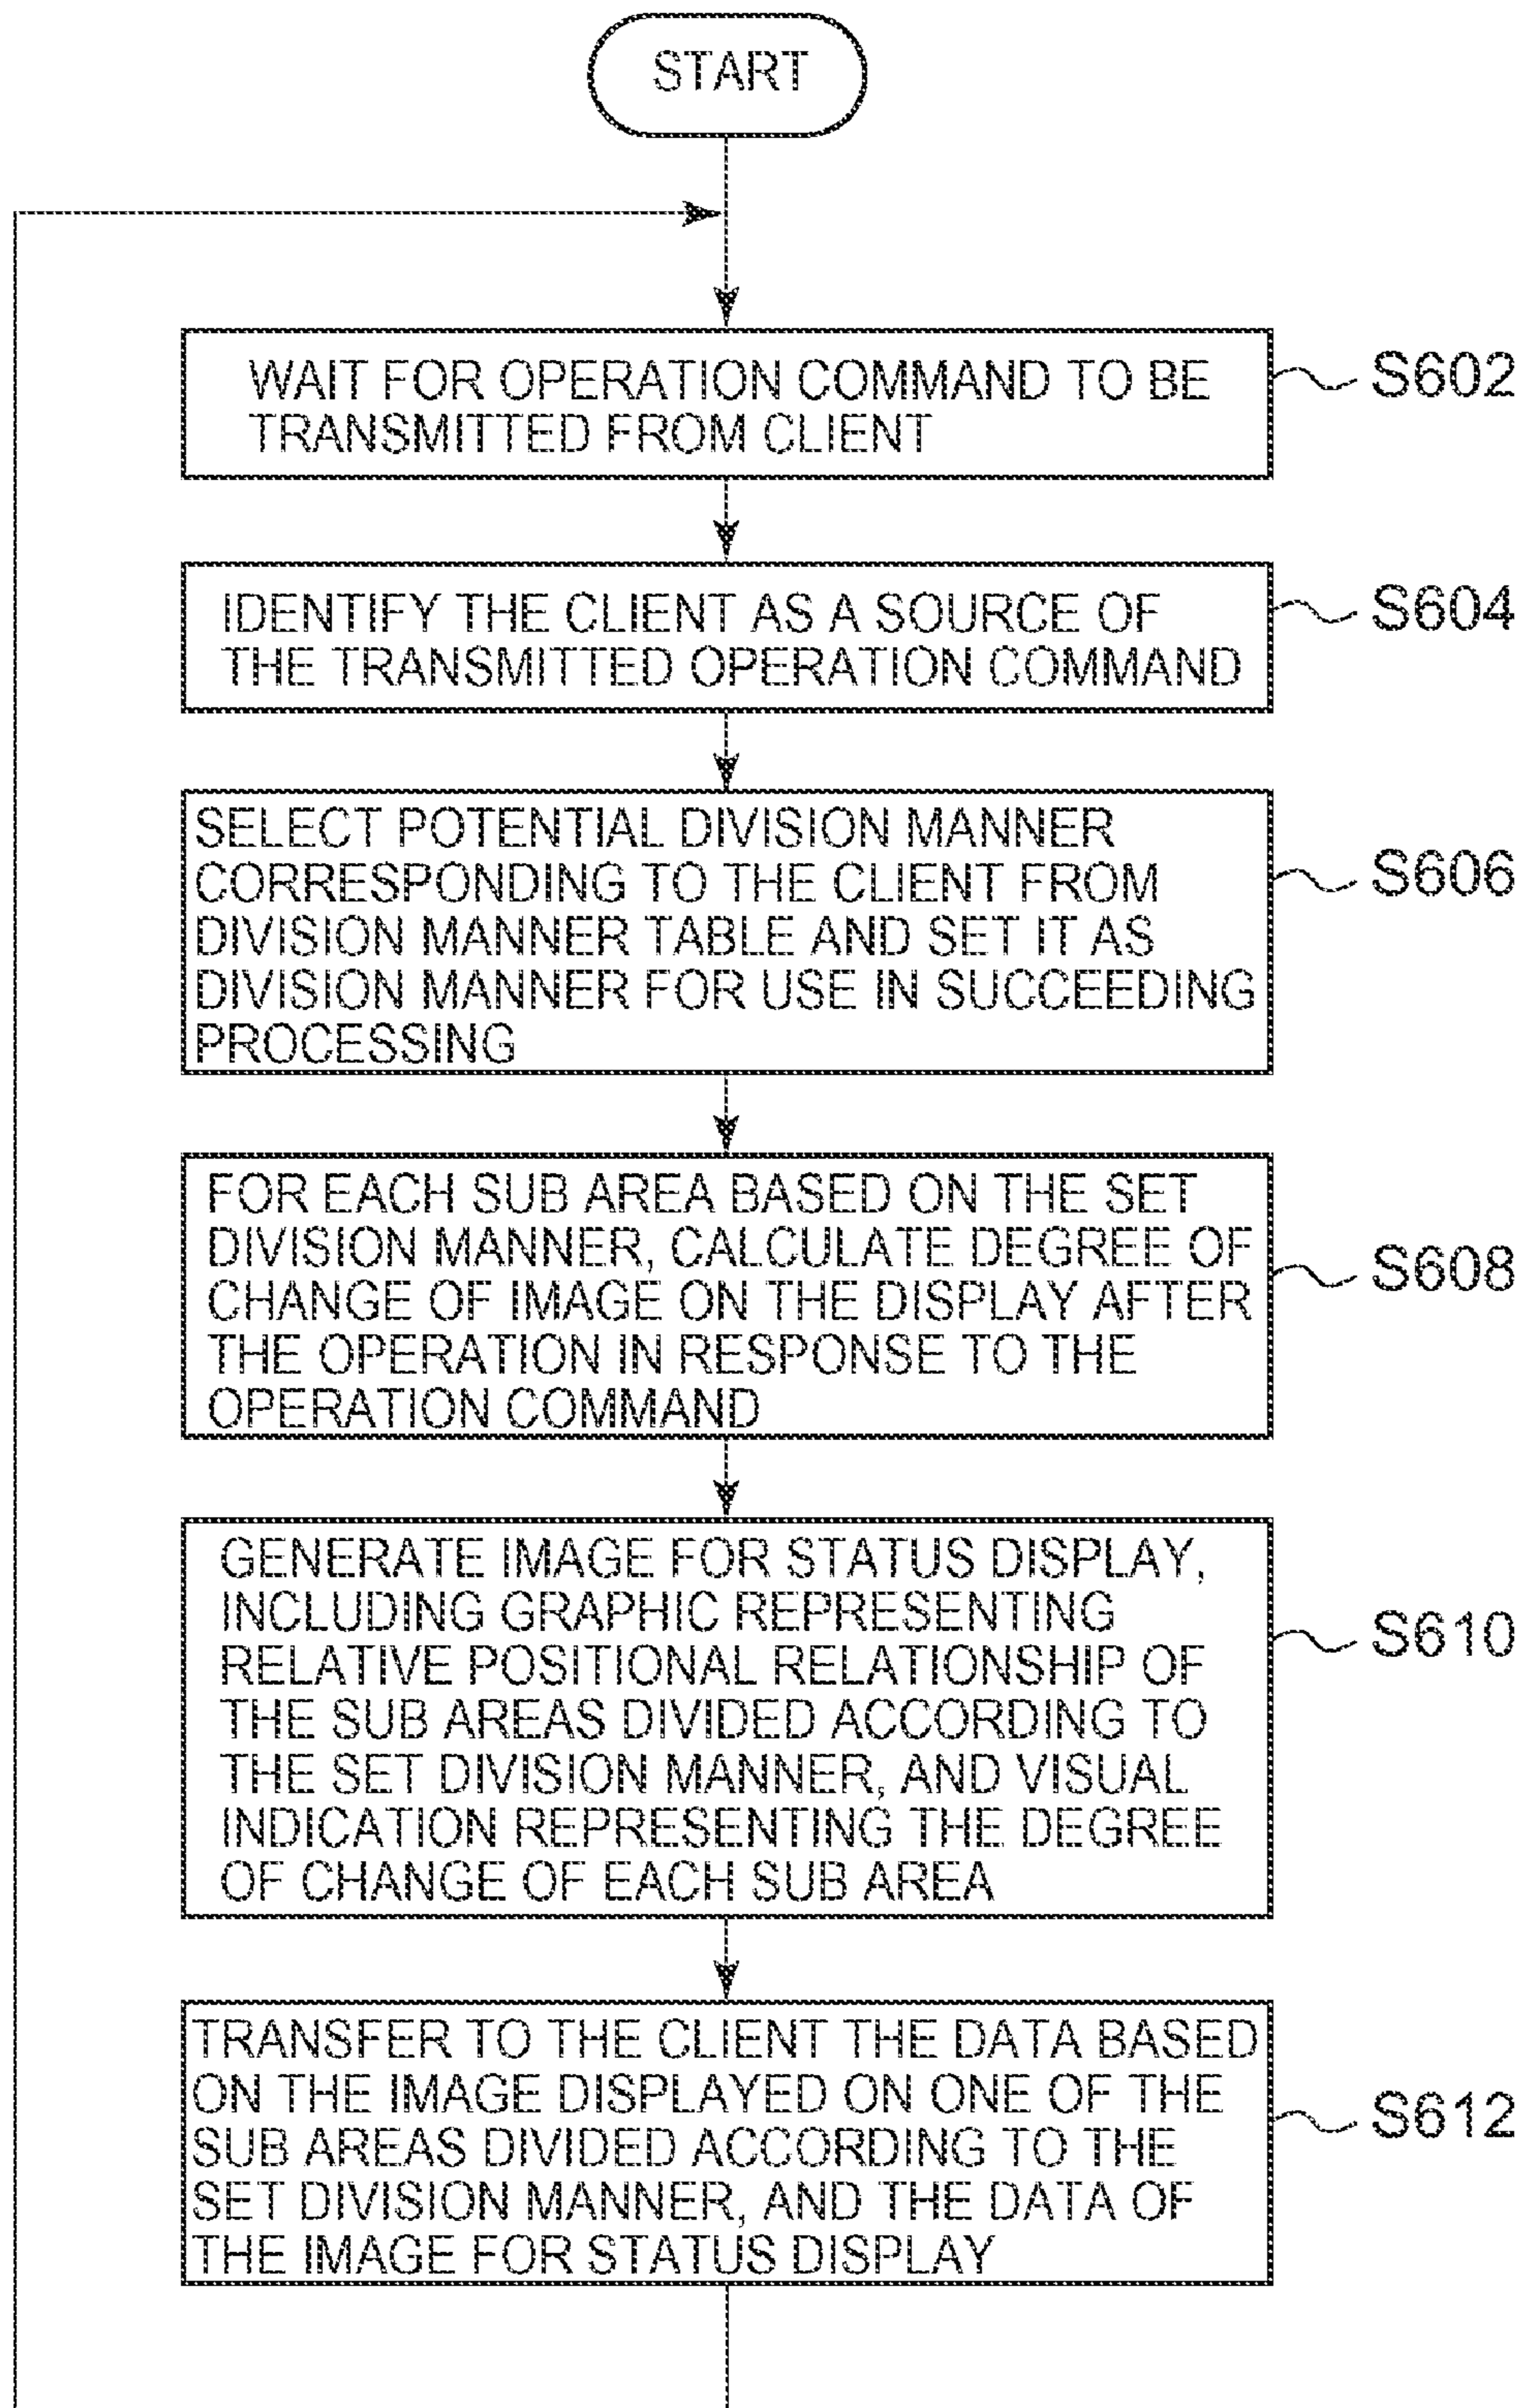 START
WAIT FOR OPERATION COMMAND TO BE
TRANSMITTED FROM CLIENT
S602
IDENTIFY THE CLIENT AS A SOURCE OF
THE TRANSMITTED OPERATION COMMAND
S604
SELECT POTENTIAL DIVISION MANNER
CORRESPONDING TO THE CLIENT FROM
DIVISION MANNER TABLE AND SET IT AS
DIVISION MANNER FOR USE IN SUCCEEDING
PROCESSING
S606
FOR EACH SUB AREA BASED ON THE SET
DIVISION MANNER, CALCULATE DEGREE OF
CHANGE OF IMAGE ON THE DISPLAY AFTER
THE OPERATION IN RESPONSE TO THE
OPERATION COMMAND
S608
GENERATE IMAGE FOR STATUS DISPLAY,
INCLUDING GRAPHIC REPRESENTING
RELATIVE POSITIONAL RELATIONSHIP OF
THE SUB AREAS DIVIDED ACCORDING TO
THE SET DIVISION MANNER, AND VISUAL
INDICATION REPRESENTING THE DEGREE
OF CHANGE OF EACH SUB AREA
S610
TRANSFER TO THE CLIENT THE DATA BASED
ON THE IMAGE DISPLAYED ON ONE OF THE
SUB AREAS DIVIDED ACCORDING TO THE
SET DIVISION MANNER, AND THE DATA OF
THE IMAGE FOR STATUS DISPLAY
S612